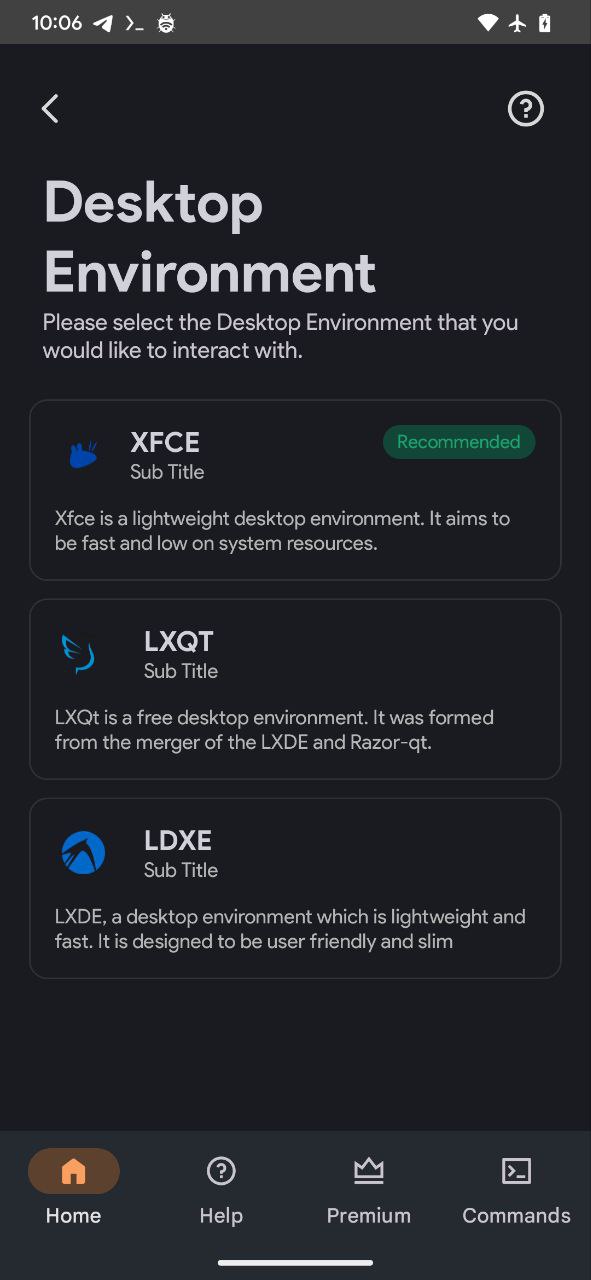 10:06
Desktop
Environment
Please select the Desktop Environment that you
would like to interact with.
XFCE
Recommended
Sub Title
Xfce is a lightweight desktop environment. It aims to
be fast and low on system resources.
LXQT
Sub Title
LXQt is a free desktop environment. It was formed
from the merger of the LXDE and Razor-qt.
LDXE
Sub Title
LXDE, a desktop environment which is lightweight and
fast. It is designed to be user friendly and slim
Home
Help
Premium
Commands